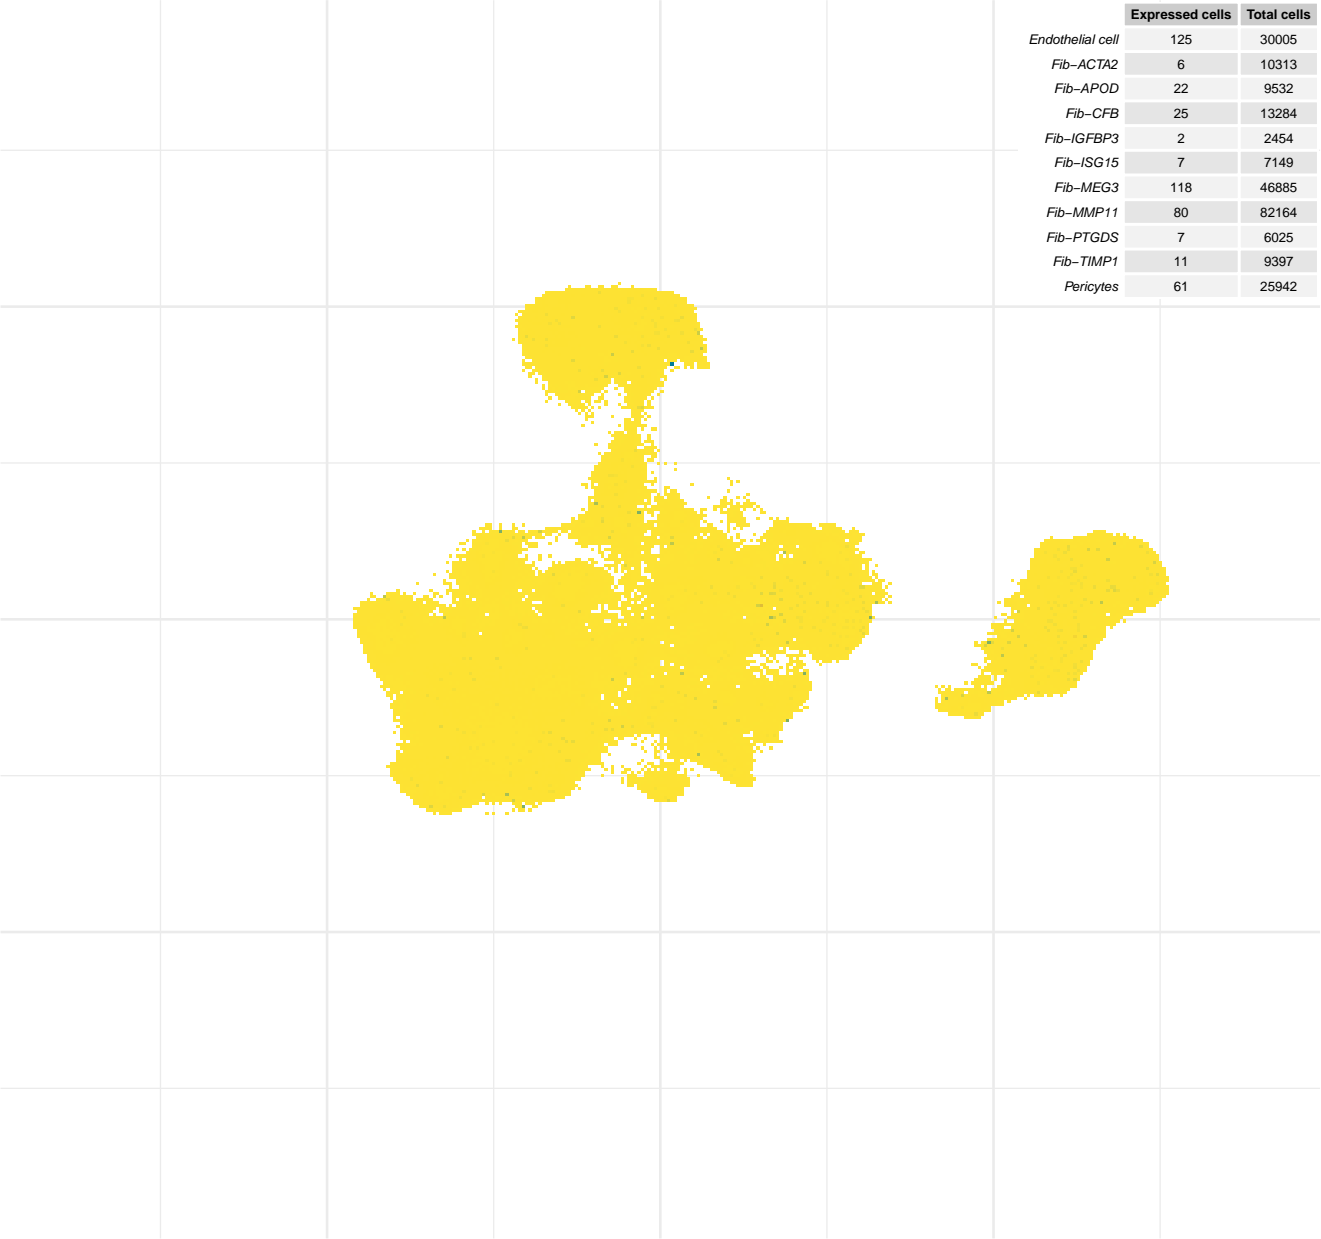 Expressed cells Total cells
Endothelial cell 125 30005
Fib−ACTA2 6 10313
Fib−APOD 22 9532
Fib−CFB 25 13284
Fib−IGFBP3 2 2454
Fib−ISG15 7 7149
Fib−MEG3 118 46885
Fib−MMP11 80 82164
Fib−PTGDS 7 6025
Fib−TIMP1 11 9397
Pericytes 61 25942